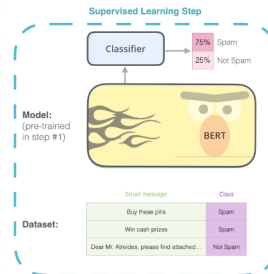 Supervised Learning Step
Classifier
75% Spam
25% Not Spam
Model:
(pre-trained
in step #1)
BERT
Email message Class
Dataset:
Buy these pills Spam
Win cash prizes Spam
Dear Mr. Atreides, please find attached... Not Spam